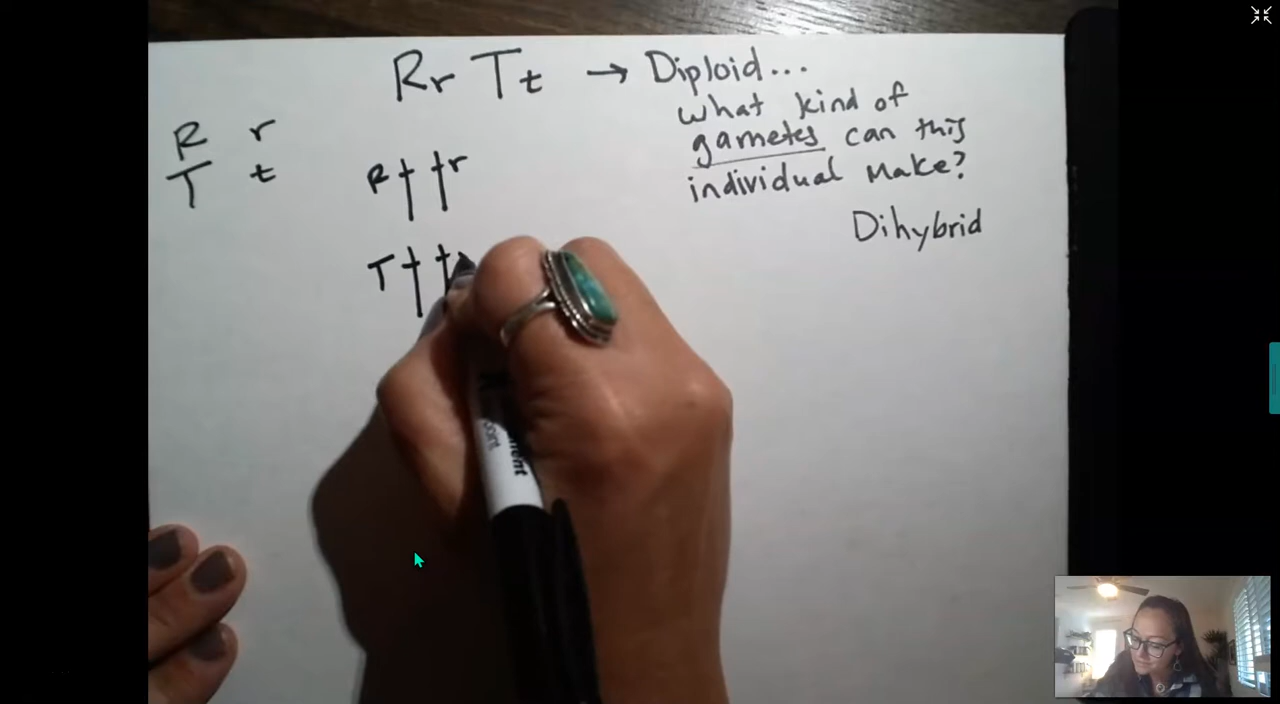 Rr Tt → Diploid...
what kind of
gametes can this
individual Make?
Dihybrid
R r
T t
R r
T